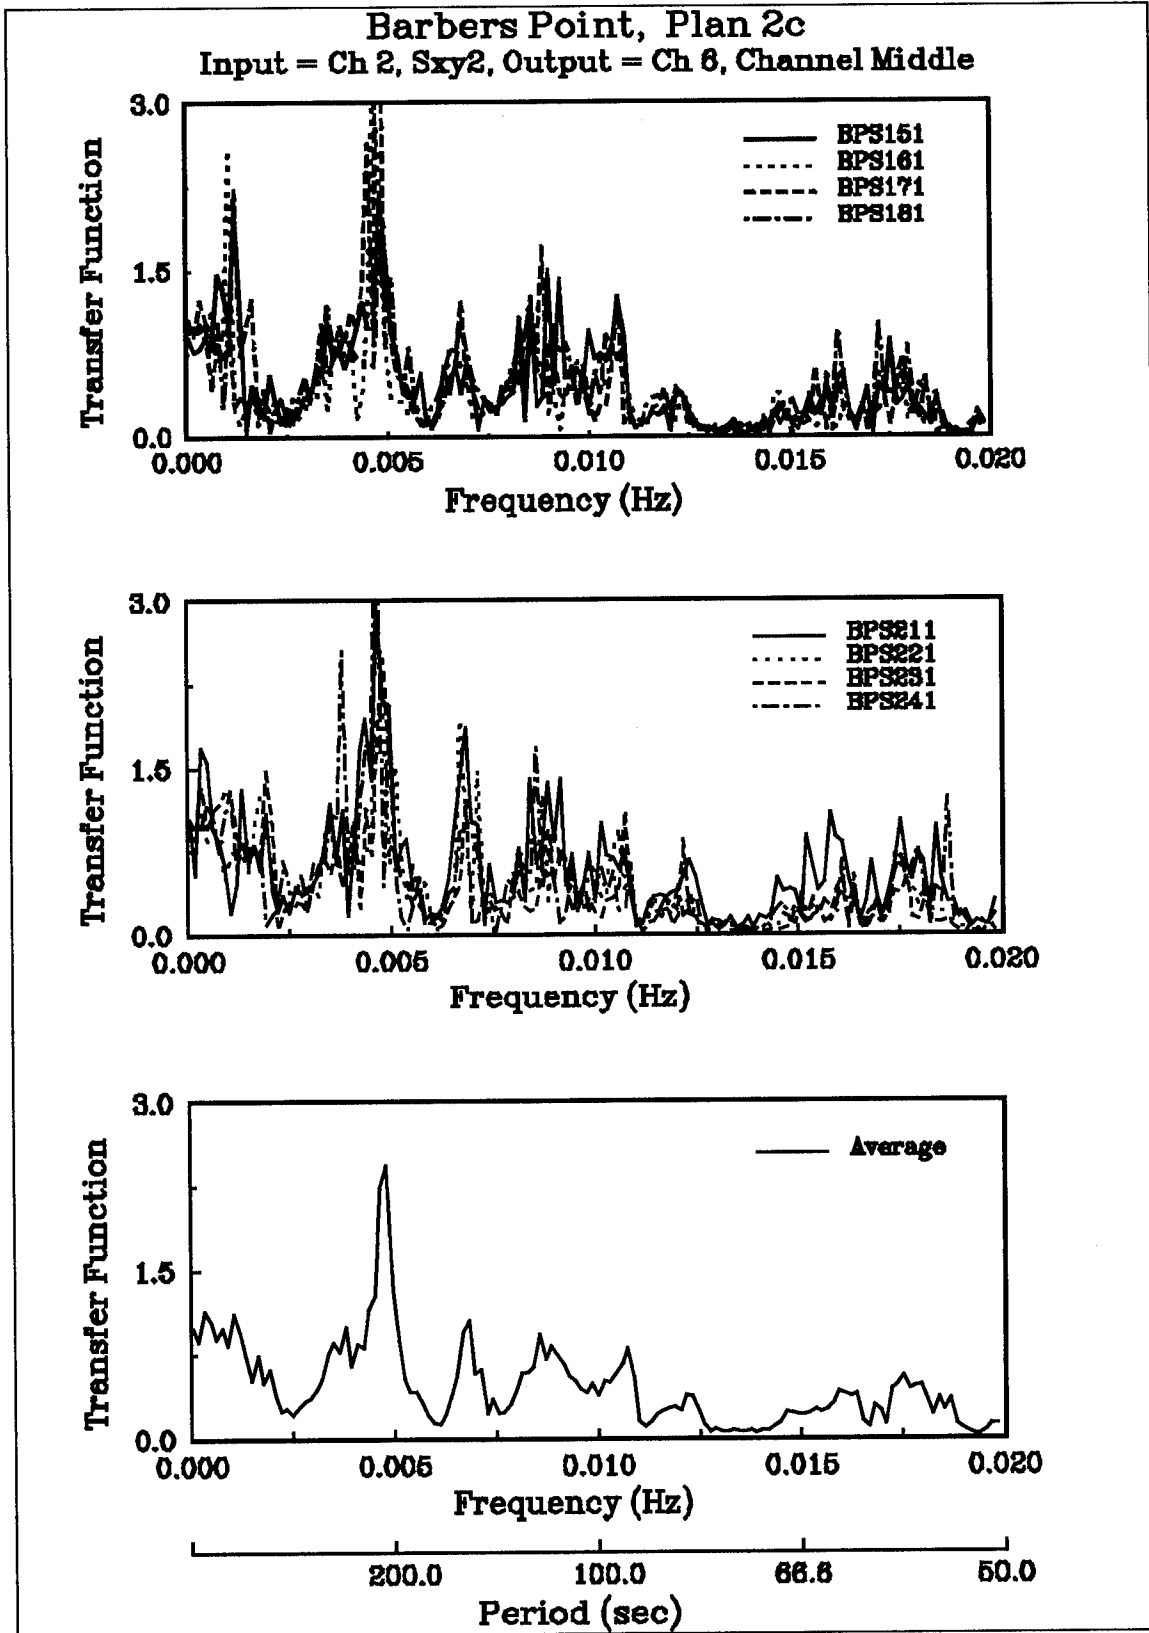 Barbers Point, Plan 2c
Input = Ch 2, Sxy2, Output = Ch 6, Channel Middle
3.0
1.5
0.0
Transfer Function
BPS151
BPS161
BPS171
BPS181
0.000 0.005 0.010 0.015 0.020
Frequency (Hz)
3.0
1.5
0.0
Transfer Function
BPS211
BPS221
BPS231
BPS241
0.000 0.005 0.010 0.015 0.020
Frequency (Hz)
3.0
1.5
0.0
Transfer Function
Average
0.000 0.005 0.010 0.015 0.020
Frequency (Hz)
200.0 100.0 66.6 50.0
Period (sec)